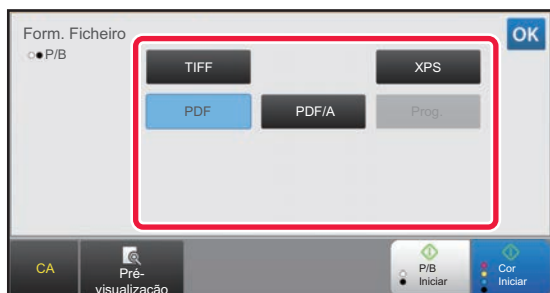 Form. Ficheiro
P/B
OK
TIFF
XPS
PDF
PDF/A
Prog.
CA
Pré-
visualização
P/B
Iniciar
Cor
Iniciar